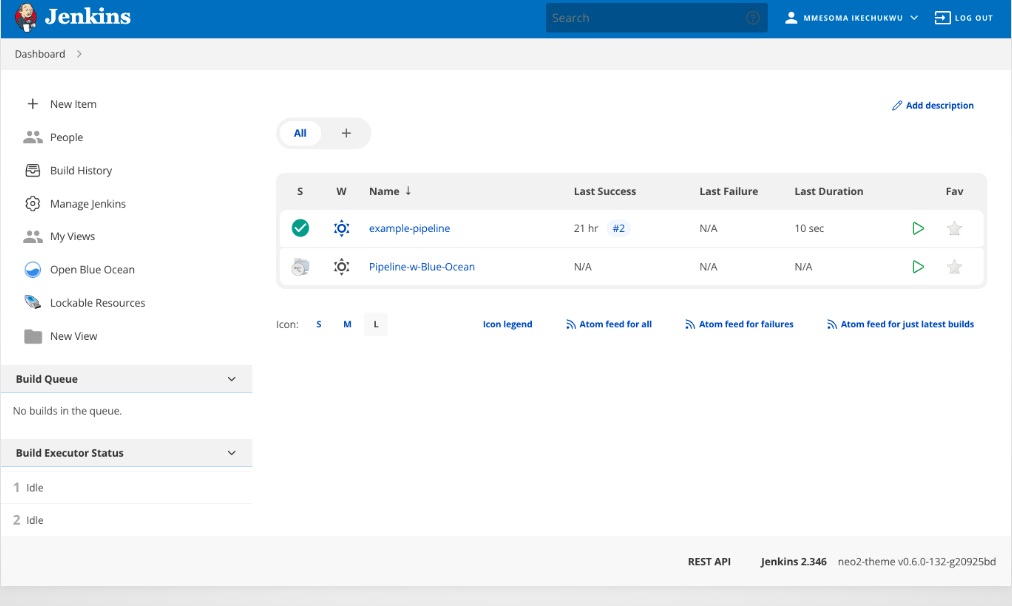 Jenkins
Search
MMESOMA IKECHUKWU
LOG OUT
Dashboard
New Item
People
Build History
Manage Jenkins
My Views
Open Blue Ocean
Lockable Resources
New View
Build Queue
No builds in the queue.
Build Executor Status
1 Idle
2 Idle
Add description
All +
S W Name ↓ Last Success Last Failure Last Duration Fav
example-pipeline 21 hr #2 N/A 10 sec
Pipeline-w-Blue-Ocean N/A N/A N/A
Icon: S M L Icon legend Atom feed for all Atom feed for failures Atom feed for just latest builds
REST API Jenkins 2.346 neo2-theme v0.6.0-132-g20925bd